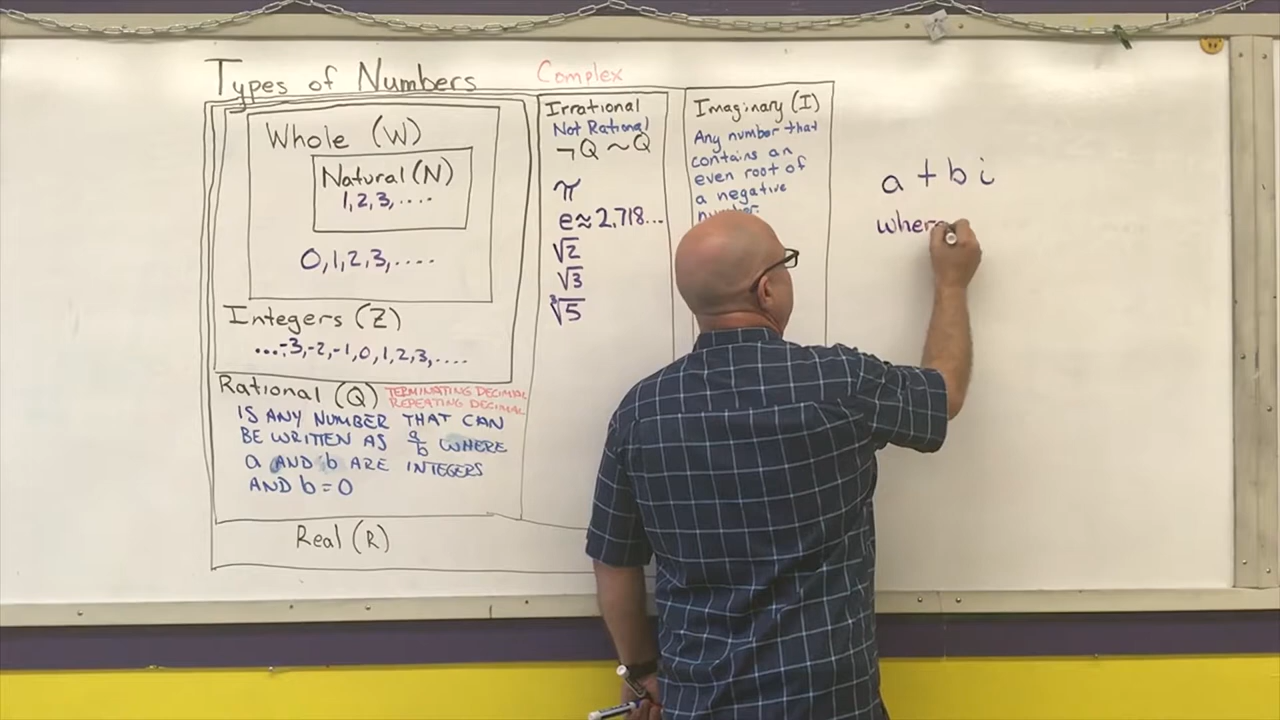 Types of Numbers
Complex
Whole (W)
Natural (N)
1, 2, 3, ....
0, 1, 2, 3, ....
Integers (Z)
...-3, -2, -1, 0, 1, 2, 3, ....
Rational (Q)
TERMINATING DECIMAL
REPEATING DECIMAL
IS ANY NUMBER THAT CAN
BE WRITTEN AS a/b WHERE
a AND b ARE INTEGERS
AND b = 0
Real (R)
Irrational
Not Rational
¬Q ~Q
π
e ≈ 2.718...
√2
√3
∛5
Imaginary (I)
Any number that
contains an
even root of
a negative
number.
a + bi
where